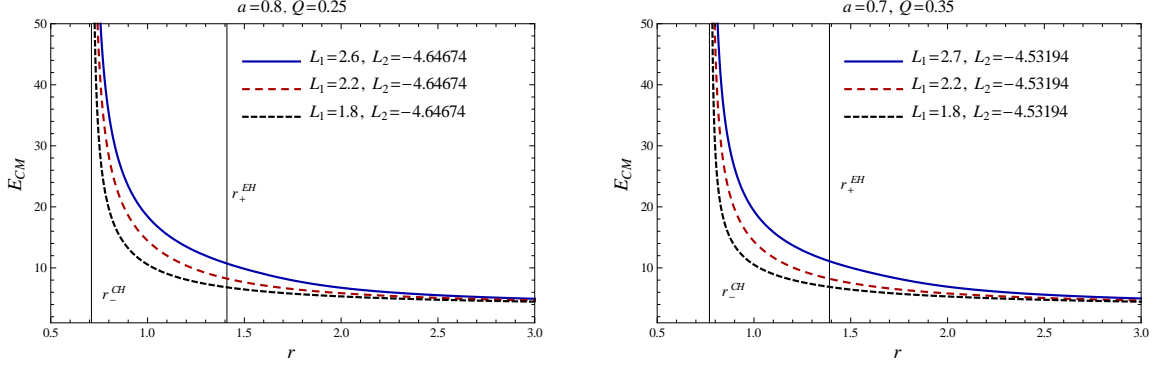 a=0.8, Q=0.25
50
40
30
20
10
E_CM
L_1=2.6, L_2=−4.64674
L_1=2.2, L_2=−4.64674
L_1=1.8, L_2=−4.64674
r_+^EH
r_−^CH
0.5 1.0 1.5 2.0 2.5 3.0
r
a=0.7, Q=0.35
50
40
30
20
10
E_CM
L_1=2.7, L_2=−4.53194
L_1=2.2, L_2=−4.53194
L_1=1.8, L_2=−4.53194
r_+^EH
r_−^CH
0.5 1.0 1.5 2.0 2.5 3.0
r